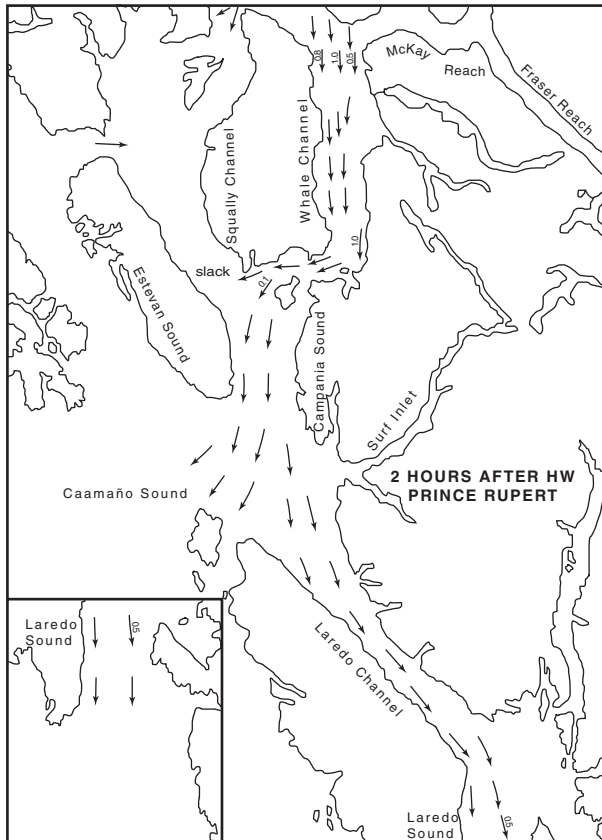 0.8
1.0
0.5
McKay
Reach
Fraser Reach
Squally Channel
Whale Channel
1.0
slack
0.1
Estevan Sound
Campania Sound
Surf Inlet
2 HOURS AFTER HW
PRINCE RUPERT
Caamaño Sound
Laredo
Sound
0.5
Laredo Channel
Laredo
Sound
0.5